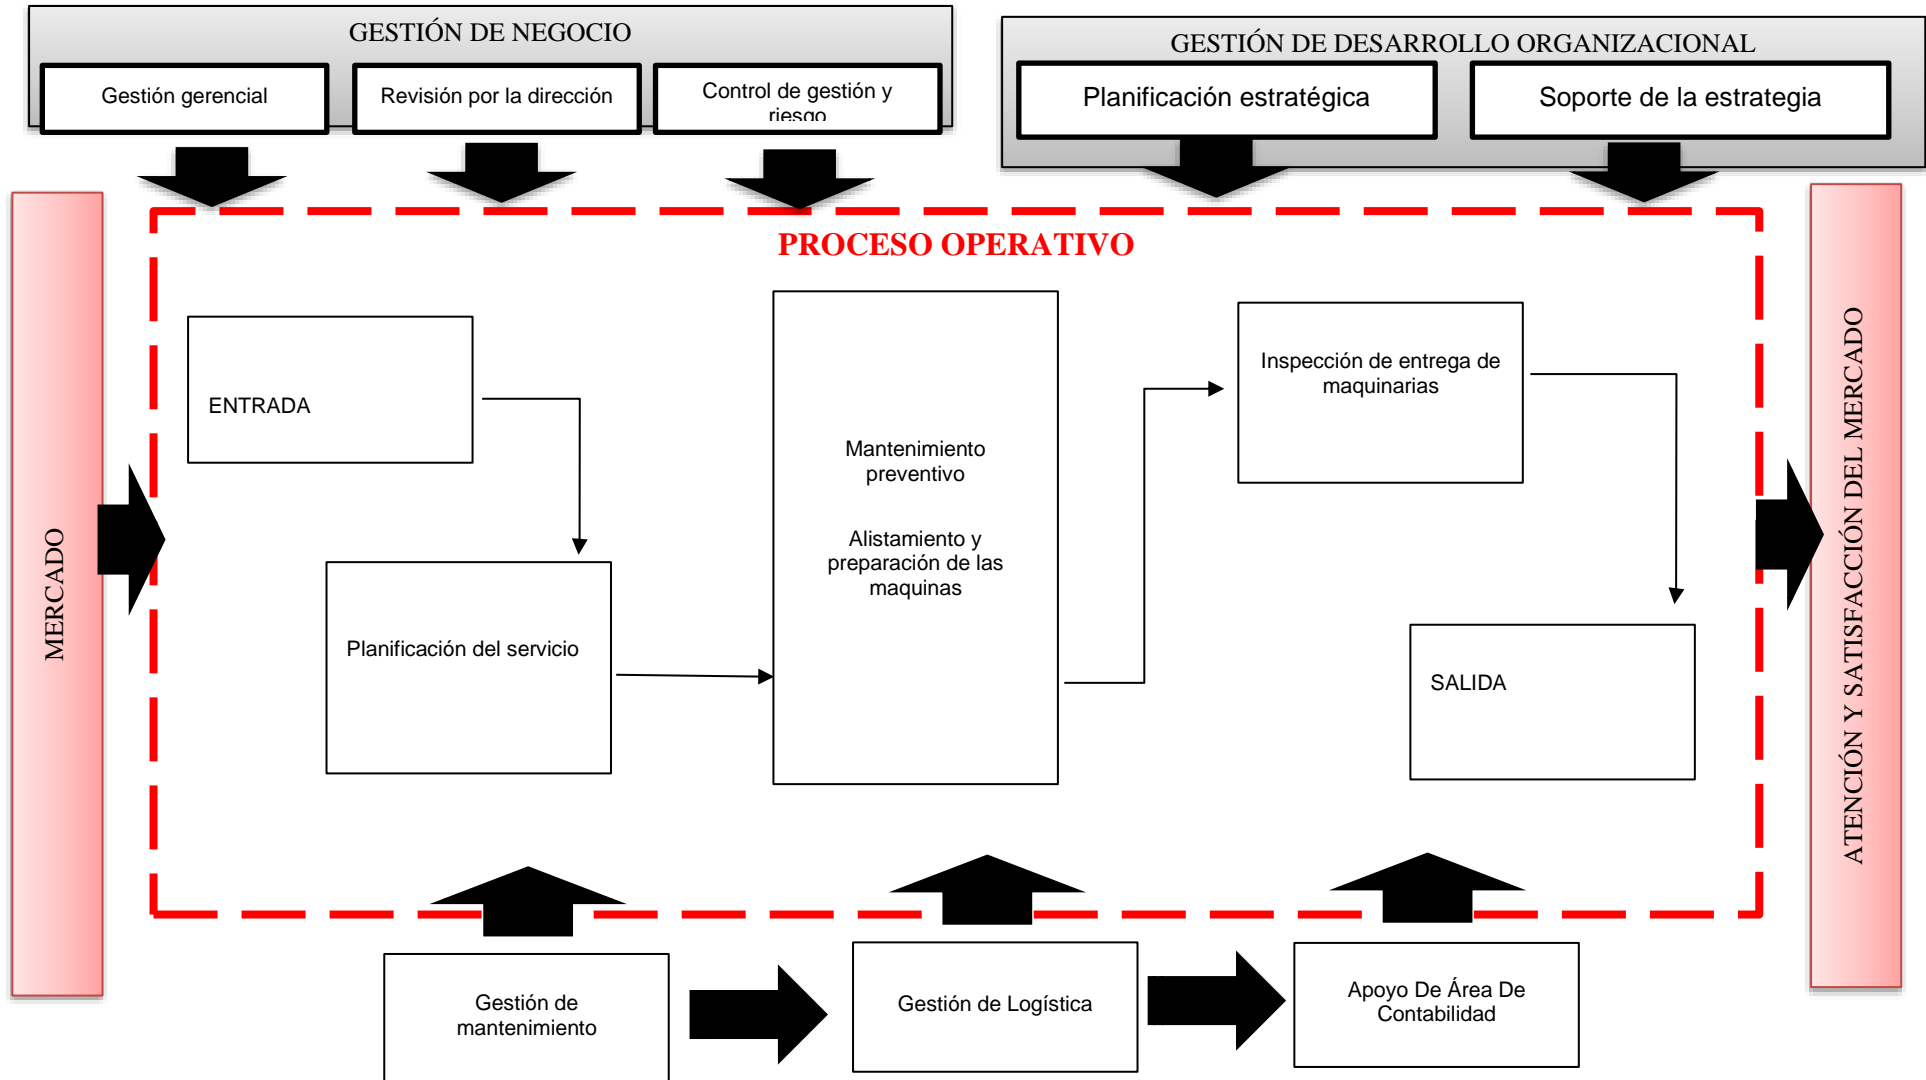 GESTIÓN DE NEGOCIO
Gestión gerencial
Revisión por la dirección
Control de gestión y
riesgo
GESTIÓN DE DESARROLLO ORGANIZACIONAL
Planificación estratégica
Soporte de la estrategia
MERCADO
PROCESO OPERATIVO
ENTRADA
Planificación del servicio
Mantenimiento
preventivo
Alistamiento y
preparación de las
maquinas
Inspección de entrega de
maquinarias
SALIDA
ATENCIÓN Y SATISFACCIÓN DEL MERCADO
Gestión de
mantenimiento
Gestión de Logística
Apoyo De Área De
Contabilidad